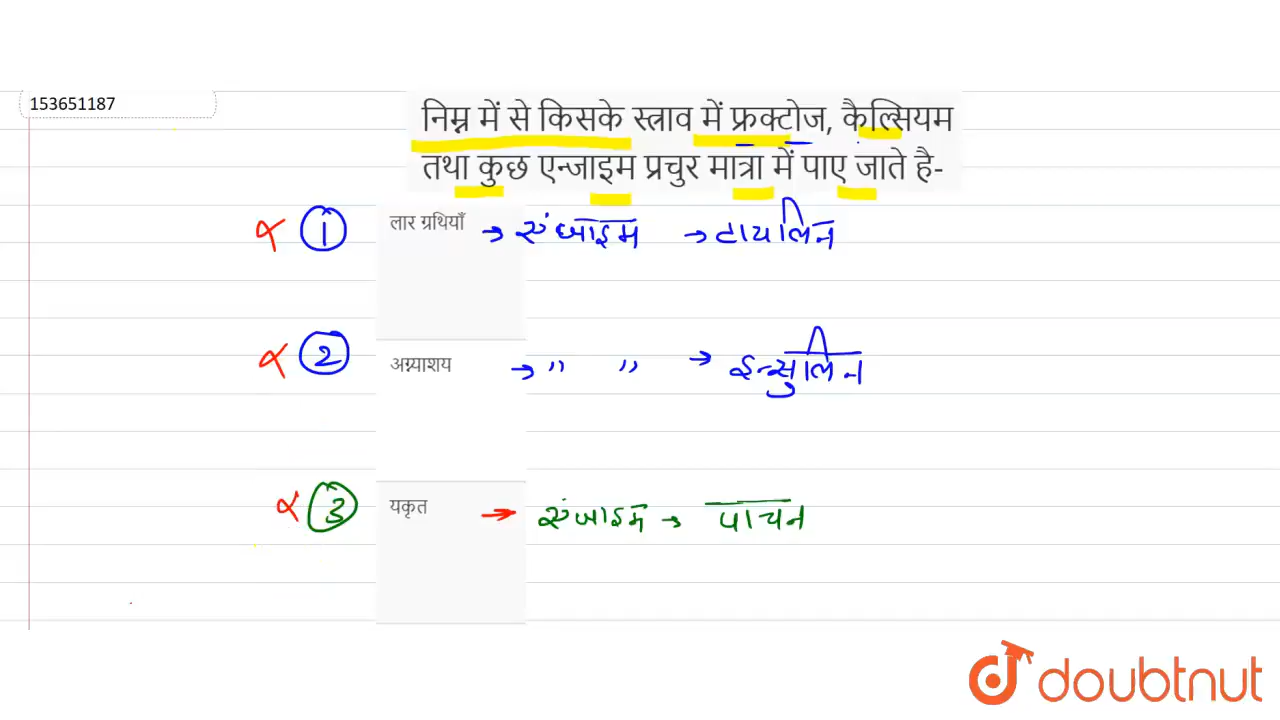 153651187
निम्न में से किसके स्त्राव में फ्रक्टोज, कैल्सियम
तथा कुछ एन्जाइम प्रचुर मात्रा में पाए जाते है-
1 लार ग्रथियाँ → एंजाइम → टायलिन
2 अग्न्याशय → ,, ,, → इन्सुलिन
3 यकृत → एंजाइम → पाचन
doubtnut